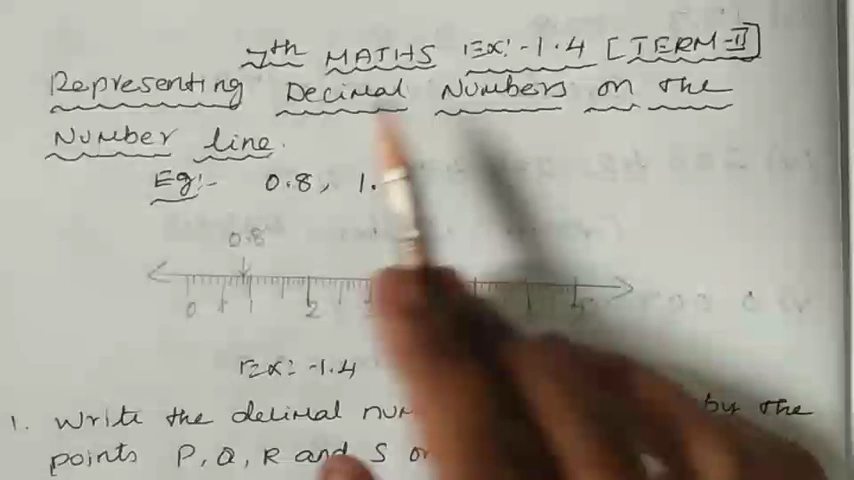 7th MATHS Ex:-1.4 [TERM-II]
Representing Decimal Numbers on the
Number line.
Eg:- 0.8, 1.
0.8
0 1 2
Ex:-1.4
1. Write the decimal by the
points P, Q, R and S